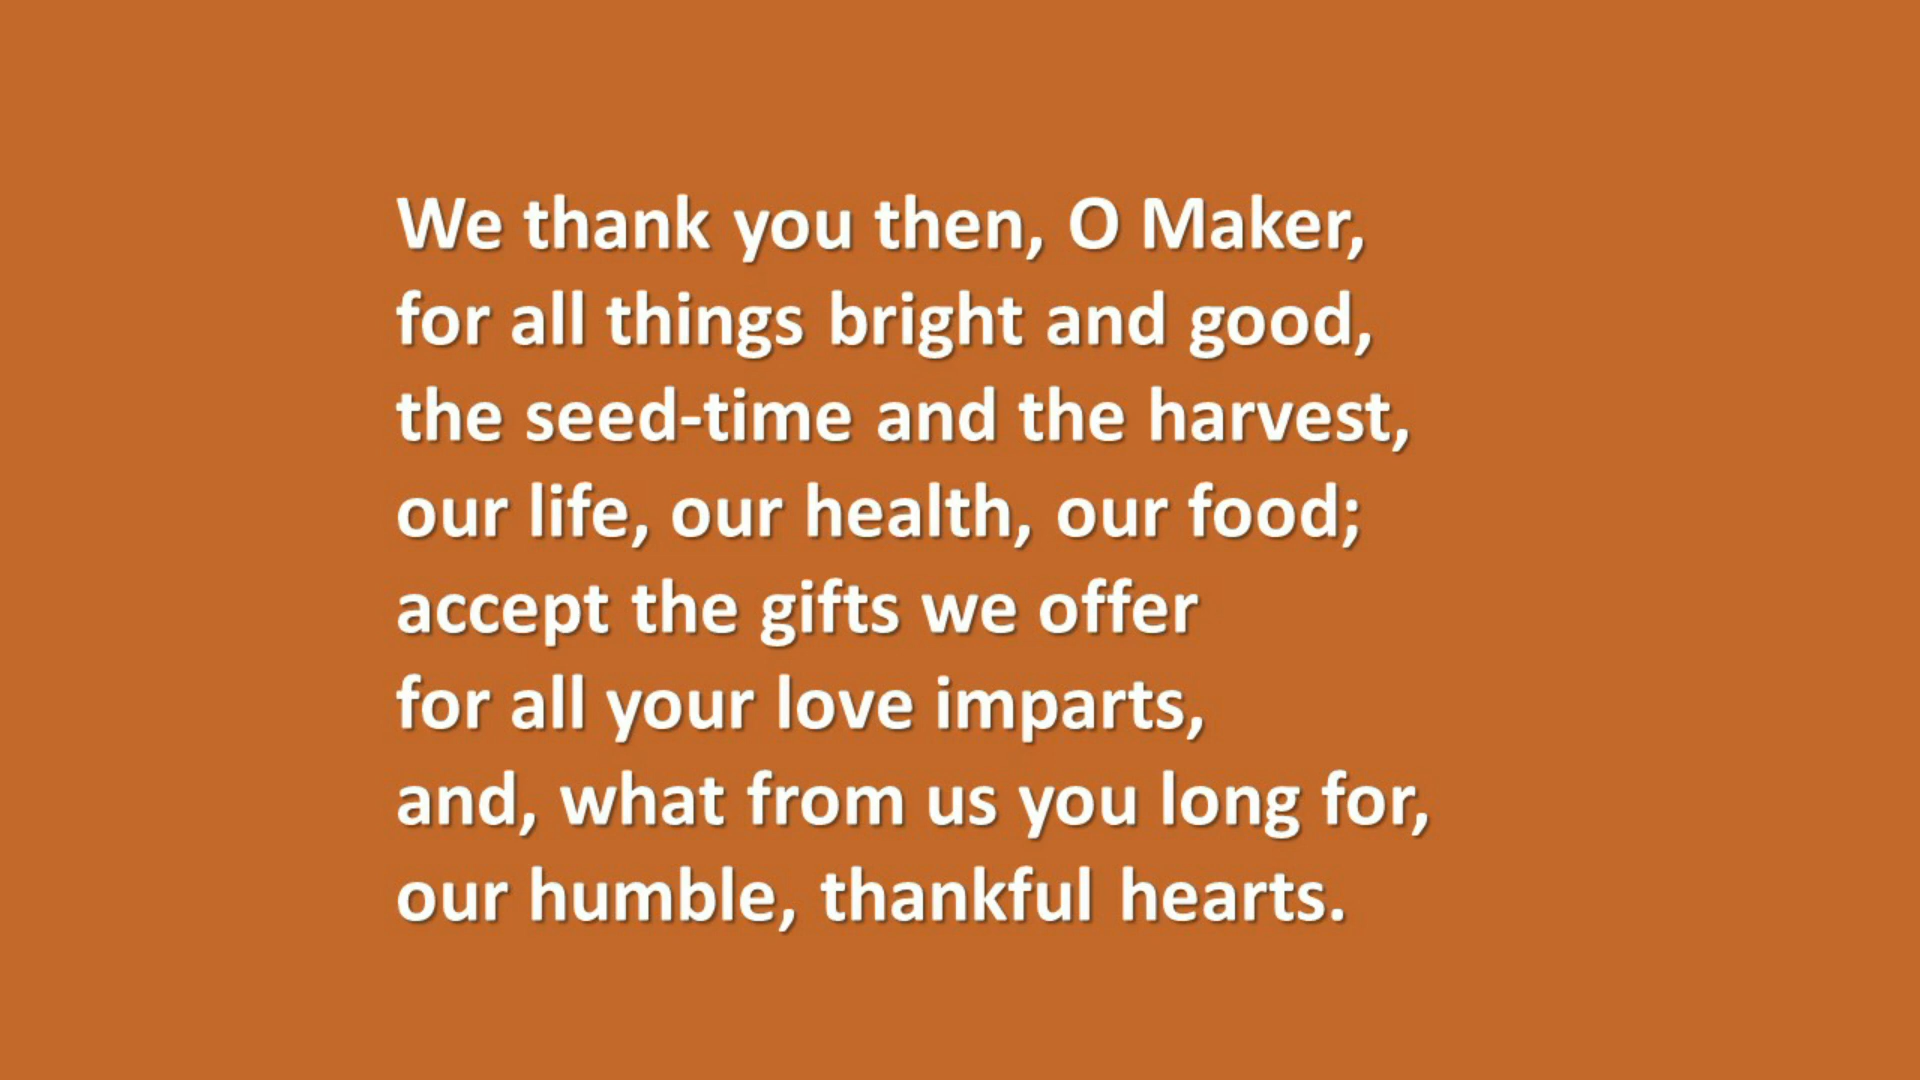 We thank you then, O Maker,
for all things bright and good,
the seed-time and the harvest,
our life, our health, our food;
accept the gifts we offer
for all your love imparts,
and, what from us you long for,
our humble, thankful hearts.